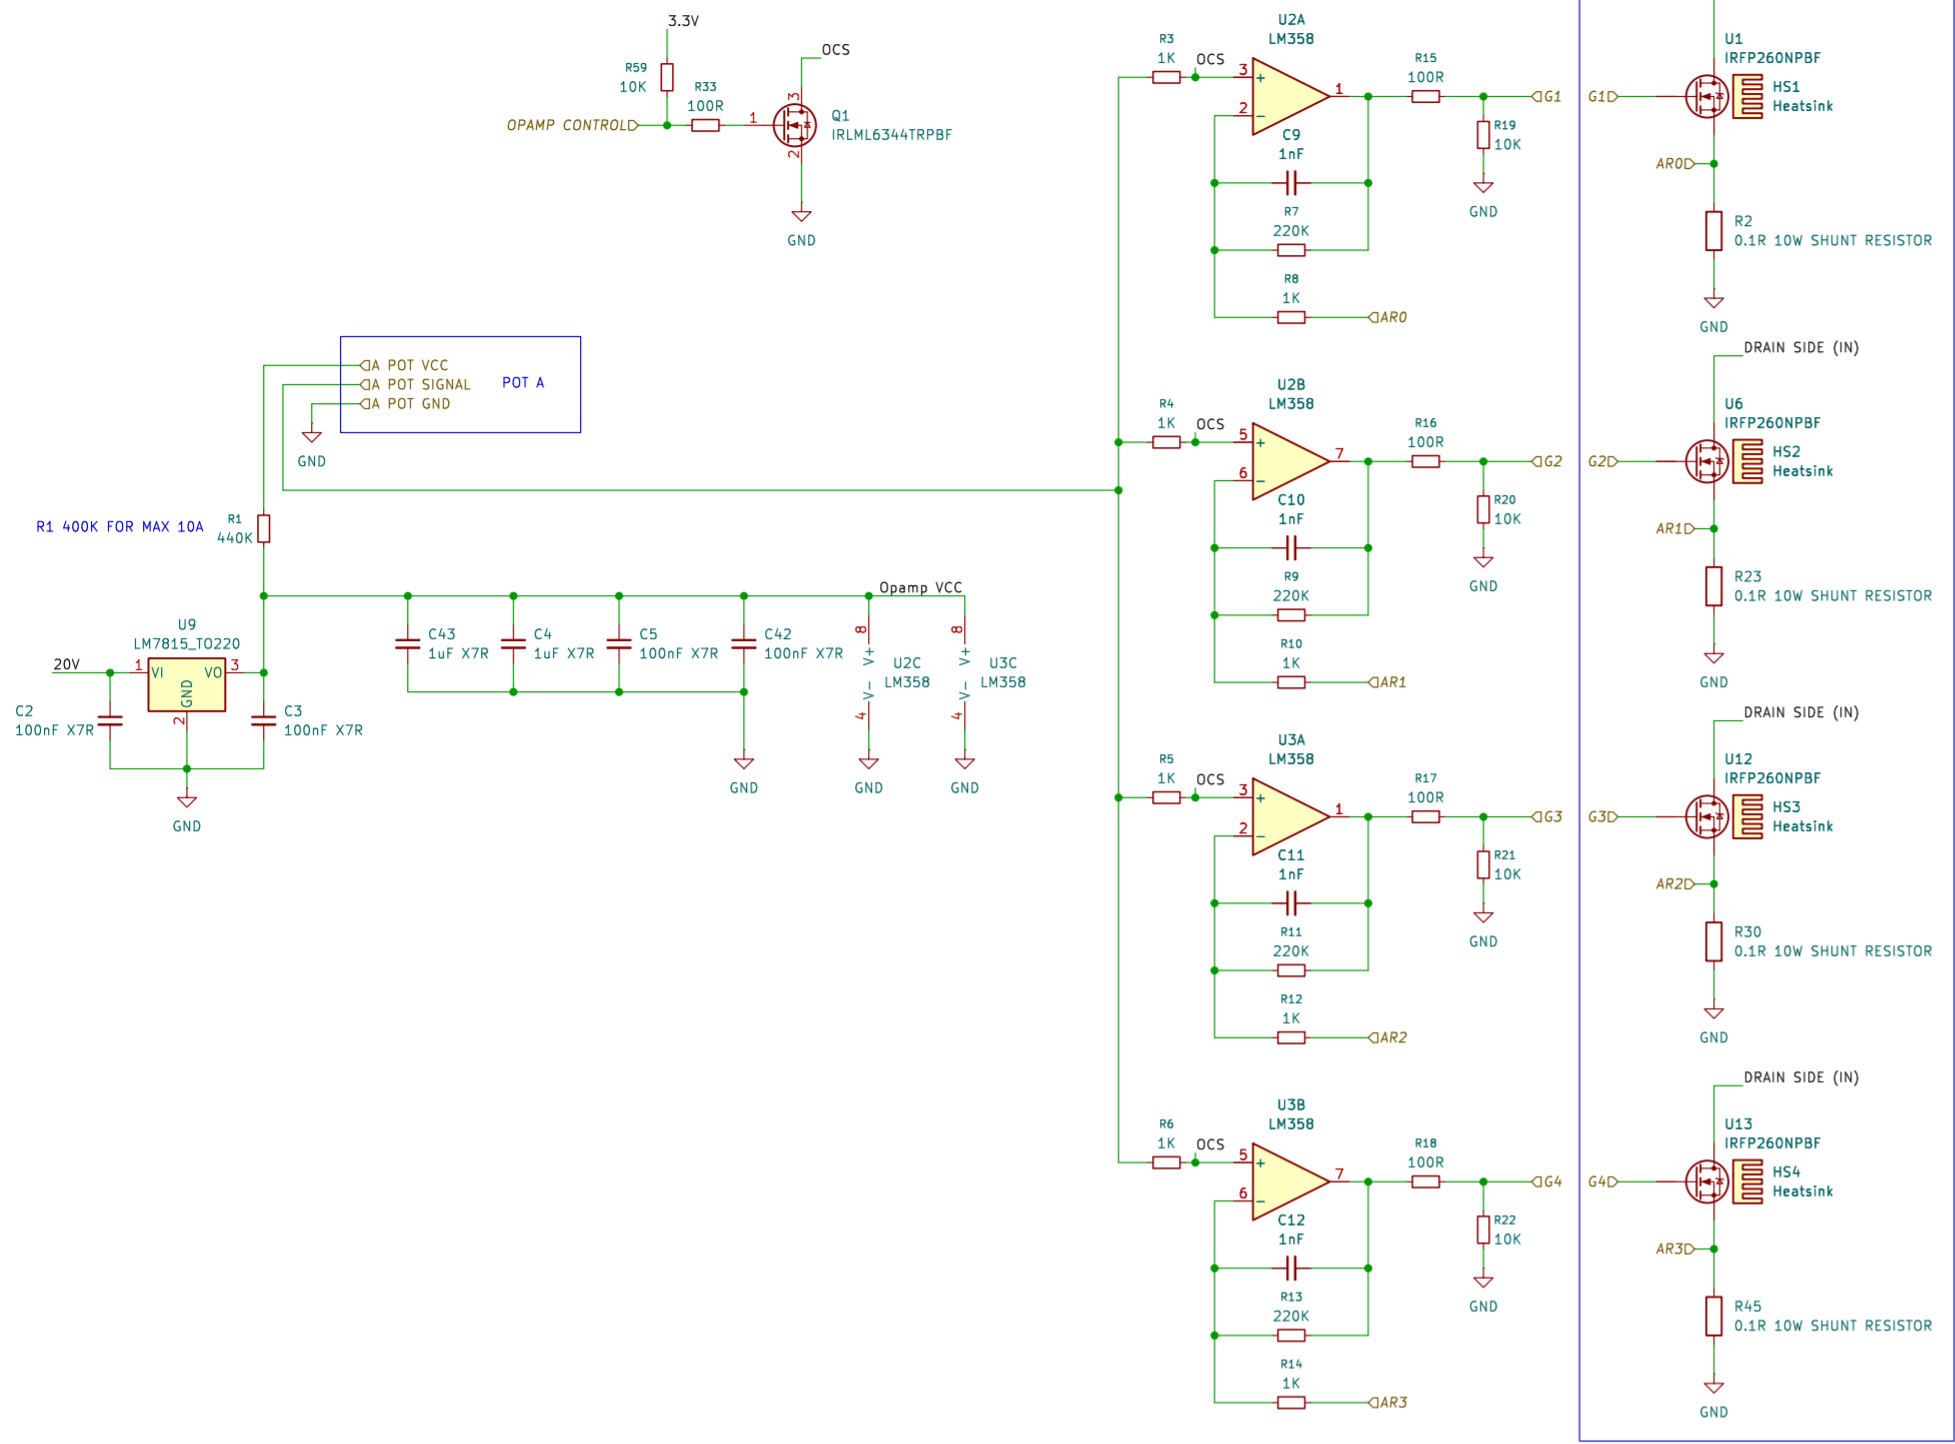 3.3V
R59
10K
R33
100R
OPAMP CONTROL
OCS
1
3
2
Q1
IRLML6344TRPBF
GND
A POT VCC
A POT SIGNAL
A POT GND
POT A
GND
R1 400K FOR MAX 10A
R1
440K
U9
LM7815_TO220
20V
1
VI
VO
3
GND
2
C2
100nF X7R
C3
100nF X7R
GND
C43
1uF X7R
C4
1uF X7R
C5
100nF X7R
C42
100nF X7R
GND
Opamp VCC
8
V+
V-
4
U2C
LM358
GND
8
V+
V-
4
U3C
LM358
GND
R3
1K
OCS
U2A
LM358
3
+
2
-
1
C9
1nF
R7
220K
R8
1K
AR0
R15
100R
G1
R19
10K
GND
R4
1K
OCS
U2B
LM358
5
+
6
-
7
C10
1nF
R9
220K
R10
1K
AR1
R16
100R
G2
R20
10K
GND
R5
1K
OCS
U3A
LM358
3
+
2
-
1
C11
1nF
R11
220K
R12
1K
AR2
R17
100R
G3
R21
10K
GND
R6
1K
OCS
U3B
LM358
5
+
6
-
7
C12
1nF
R13
220K
R14
1K
AR3
R18
100R
G4
R22
10K
GND
U1
IRFP260NPBF
G1
HS1
Heatsink
AR0
R2
0.1R 10W SHUNT RESISTOR
GND
DRAIN SIDE (IN)
U6
IRFP260NPBF
G2
HS2
Heatsink
AR1
R23
0.1R 10W SHUNT RESISTOR
GND
DRAIN SIDE (IN)
U12
IRFP260NPBF
G3
HS3
Heatsink
AR2
R30
0.1R 10W SHUNT RESISTOR
GND
DRAIN SIDE (IN)
U13
IRFP260NPBF
G4
HS4
Heatsink
AR3
R45
0.1R 10W SHUNT RESISTOR
GND